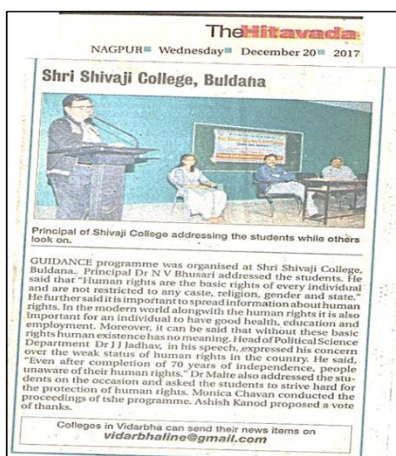 TheHitavada
NAGPUR Wednesday December 20 2017
Shri Shivaji College, Buldana
Principal of Shivaji College addressing the students while others
look on.
GUIDANCE programme was organised at Shri Shivaji College,
Buldana. Principal Dr N V Bhusari addressed the students. He
said that "Human rights are the basic rights of every individual
and are not restricted to any caste, religion, gender and state."
He further said it is important to spread information about human
rights. In the modern world alongwith the human rights it is also
important for an individual to have good health, education and
employment. Moreover, it can be said that without these basic
rights human existence has no meaning. Head of Political Science
Department Dr J J Jadhav, in his speech, expressed his concern
over the weak status of human rights in the country. He said,
"Even after completion of 70 years of independence, people
unaware of their human rights." Dr Malte also addressed the stu-
dents on the occasion and asked the students to strive hard for
the protection of human rights. Monica Chavan conducted the
proceedings of tshe programme. Ashish Kanod proposed a vote
of thanks.
Colleges in Vidarbha can send their news items on
vidarbhaline@gmail.com